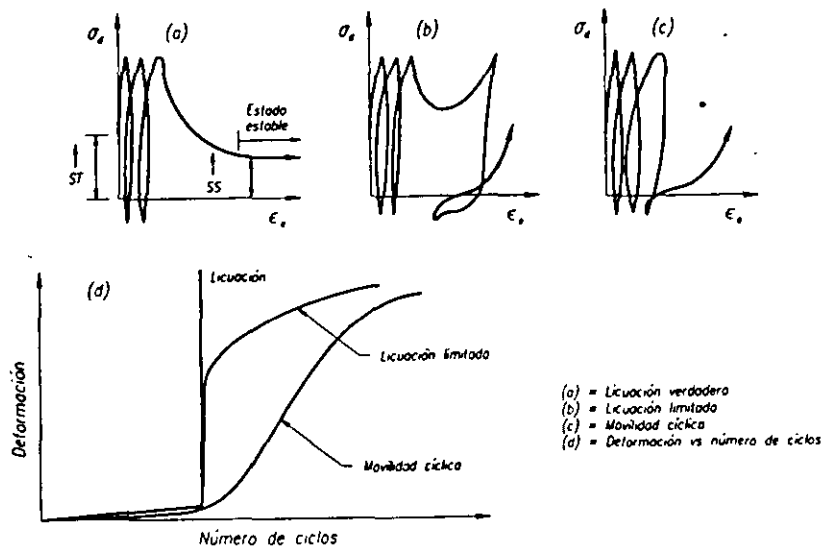 σd
(a)
Estado
estable
ST
SS
ϵa
σd
(b)
ϵa
σd
(c)
ϵa
(d)
Licuación
Licuación limitada
Movilidad cíclica
Deformación
Número de ciclos
(a) = Licuación verdadera
(b) = Licuación limitada
(c) = Movilidad cíclica
(d) = Deformación vs número de ciclos